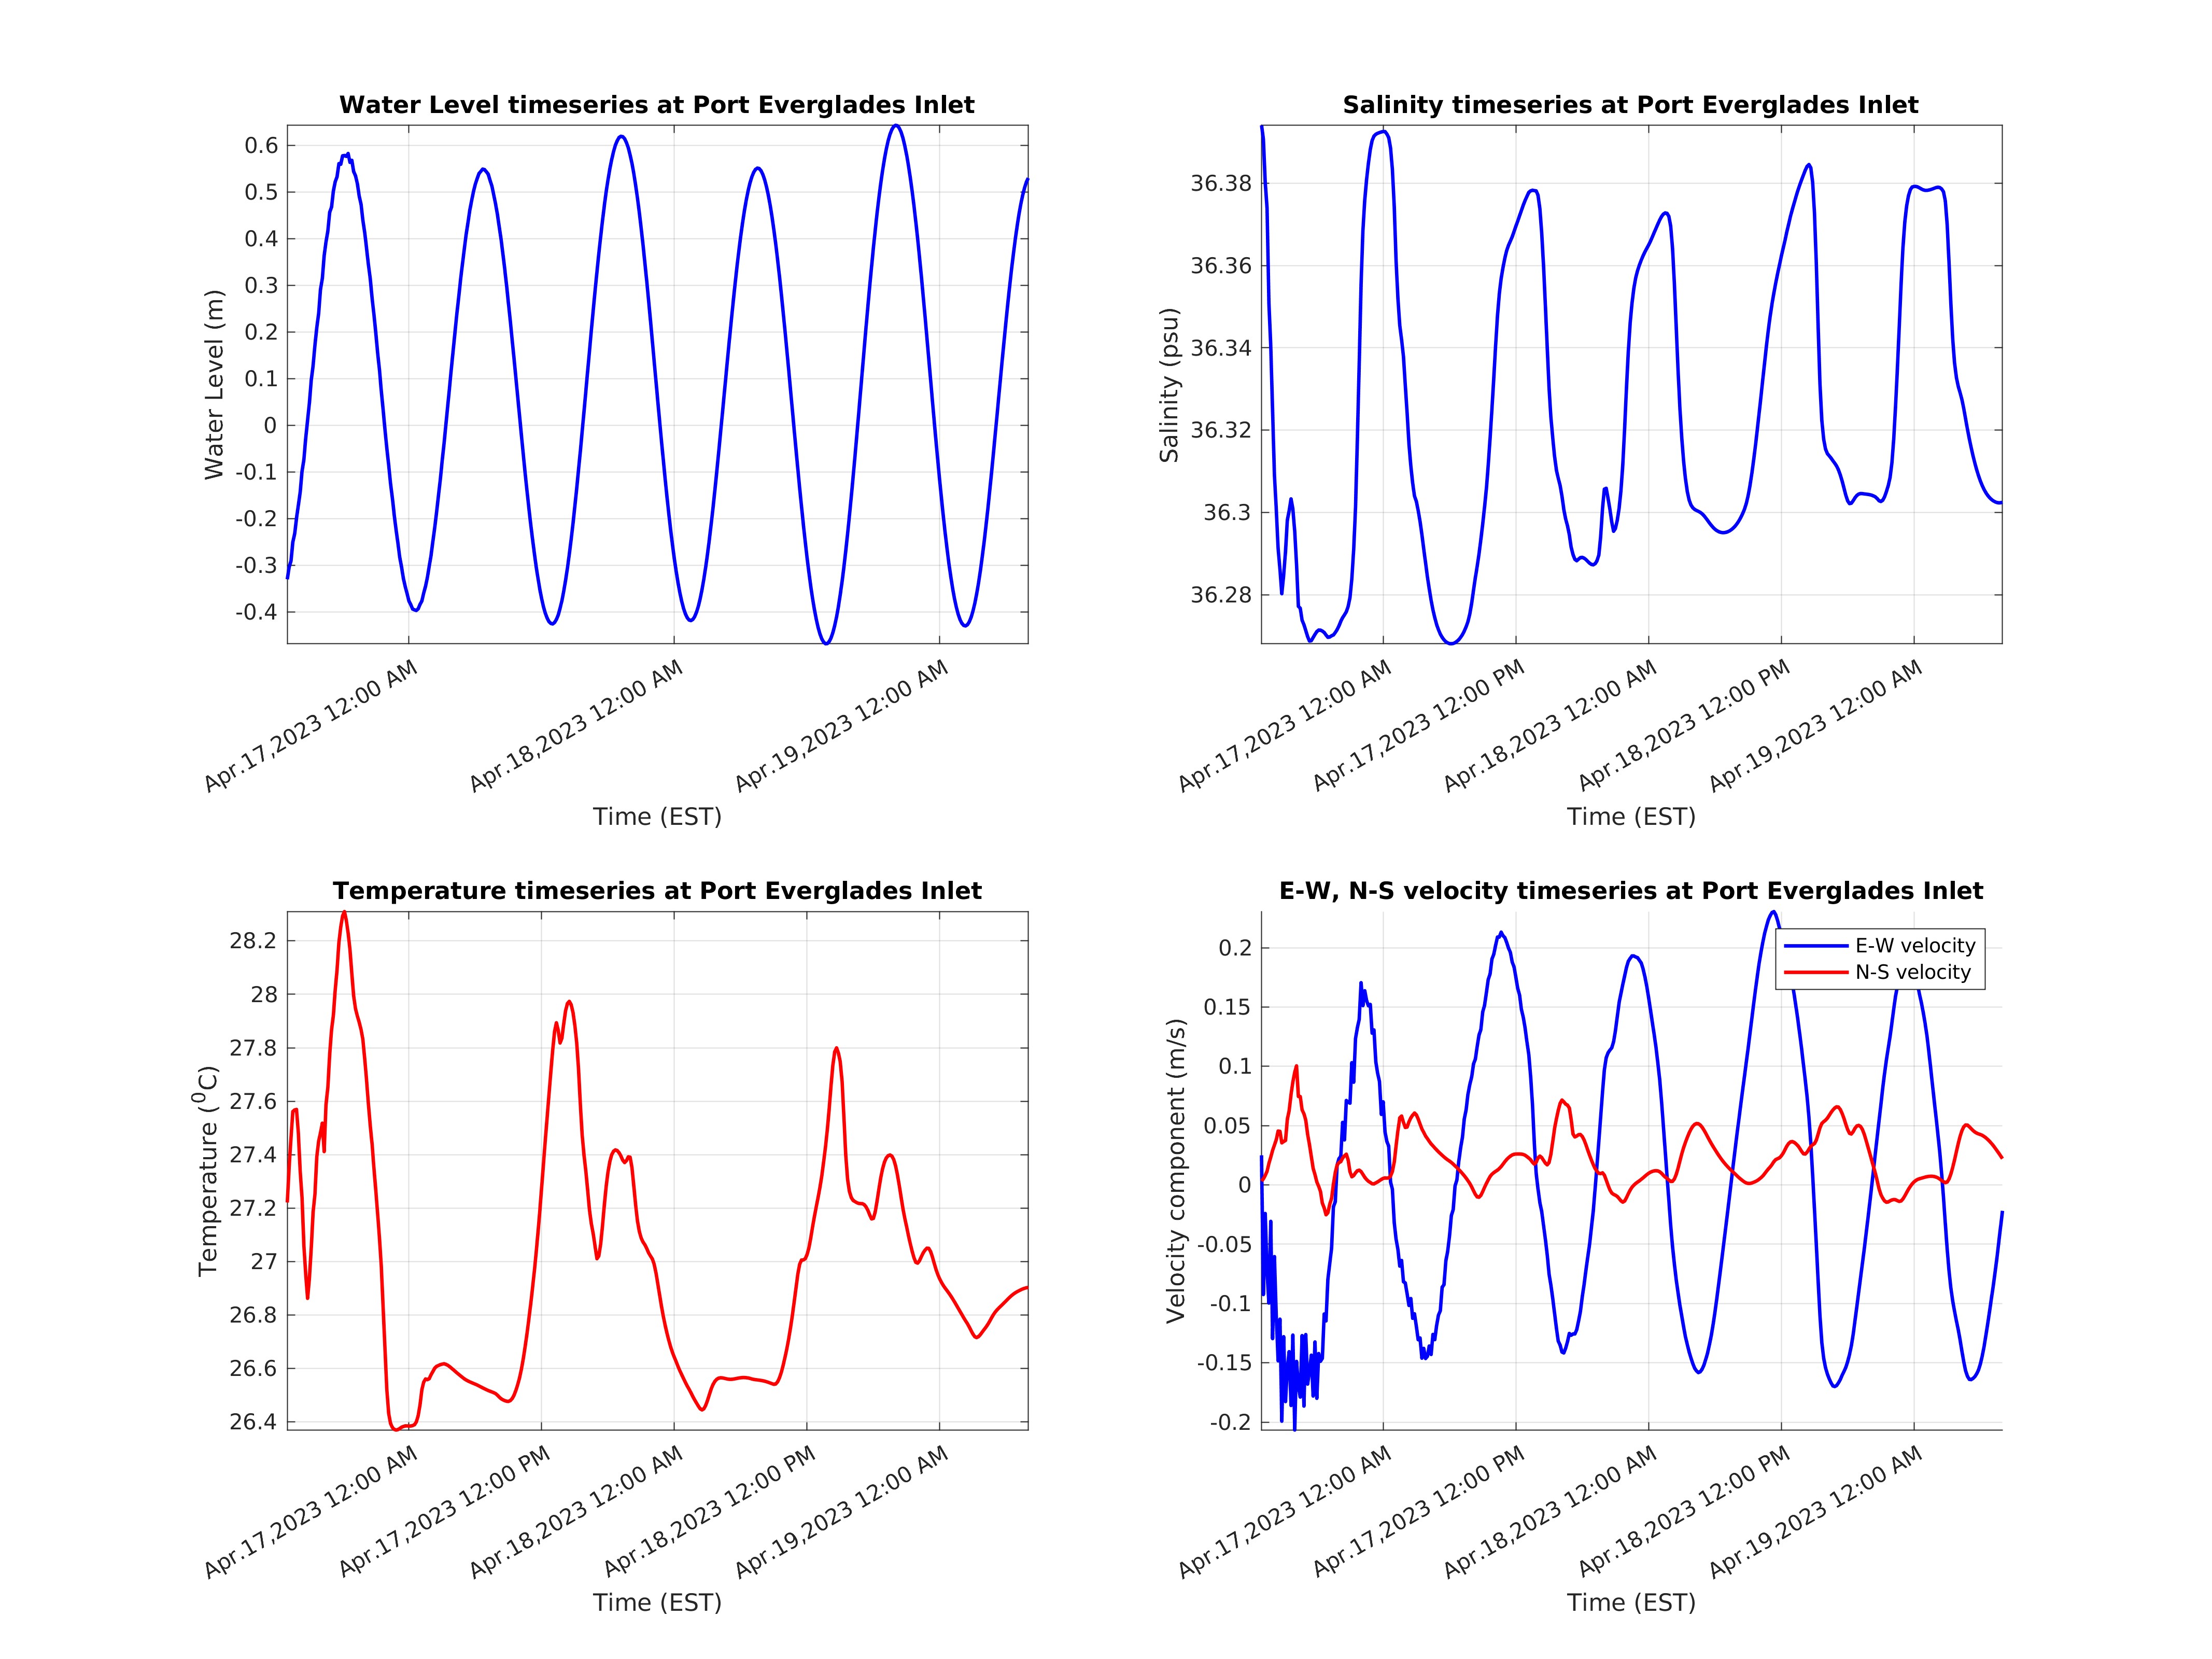 Water Level timeseries at Port Everglades Inlet
0.6
0.5
0.4
0.3
0.2
0.1
0
-0.1
-0.2
-0.3
-0.4
Water Level (m)
Apr.17,2023 12:00 AM
Apr.18,2023 12:00 AM
Apr.19,2023 12:00 AM
Time (EST)
Salinity timeseries at Port Everglades Inlet
36.38
36.36
36.34
36.32
36.3
36.28
Salinity (psu)
Apr.17,2023 12:00 AM
Apr.17,2023 12:00 PM
Apr.18,2023 12:00 AM
Apr.18,2023 12:00 PM
Apr.19,2023 12:00 AM
Time (EST)
Temperature timeseries at Port Everglades Inlet
28.2
28
27.8
27.6
27.4
27.2
27
26.8
26.6
26.4
Temperature (⁰C)
Apr.17,2023 12:00 AM
Apr.17,2023 12:00 PM
Apr.18,2023 12:00 AM
Apr.18,2023 12:00 PM
Apr.19,2023 12:00 AM
Time (EST)
E-W, N-S velocity timeseries at Port Everglades Inlet
E-W velocity
N-S velocity
0.2
0.15
0.1
0.05
0
-0.05
-0.1
-0.15
-0.2
Velocity component (m/s)
Apr.17,2023 12:00 AM
Apr.17,2023 12:00 PM
Apr.18,2023 12:00 AM
Apr.18,2023 12:00 PM
Apr.19,2023 12:00 AM
Time (EST)